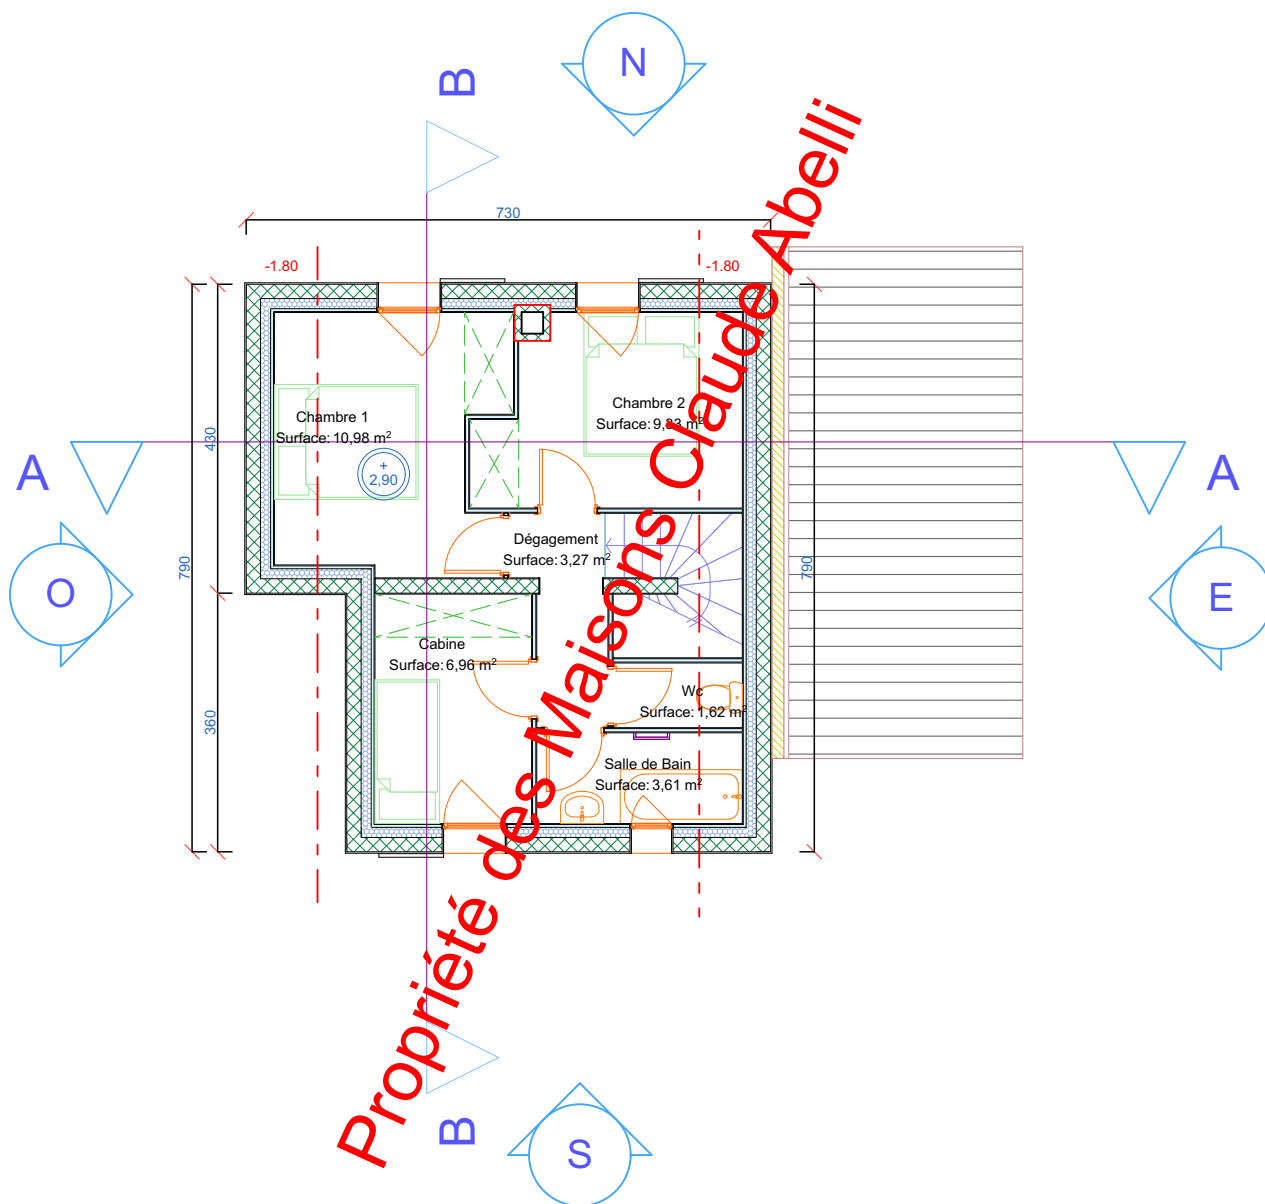 N
B
730
-1.80
-1.80
Chambre 1
Surface: 10,98 m²
Chambre 2
Surface: 9,33 m²
430
+
2,90
A
A
Dégagement
Surface: 3,27 m²
790
790
O
E
Cabine
Surface: 6,96 m²
Wc
Surface: 1,62 m²
360
Salle de Bain
Surface: 3,61 m²
Propriété des Maisons Claude Abelli
B
S